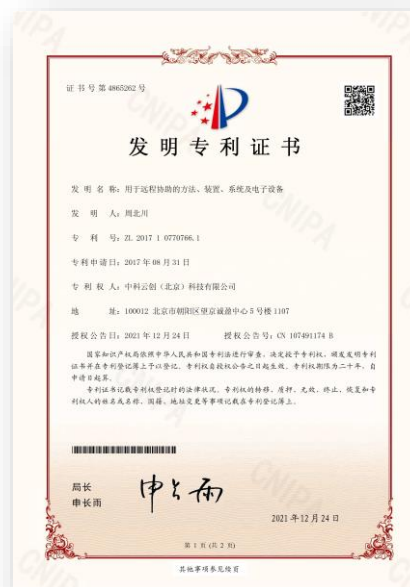 证书号第4865262号
发明专利证书
发明名称：用于远程协助的方法、装置、系统及电子设备
发明人：周北川
专利号：ZL 2017 1 0770766.1
专利申请日：2017年08月31日
专利权人：中科云创（北京）科技有限公司
地址：100012 北京市朝阳区望京诚盈中心5号楼1107
授权公告日：2021年12月24日 授权公告号：CN 107491174 B
国家知识产权局依照中华人民共和国专利法进行审查，决定授予专利权，颁发发明专利
证书并在专利登记簿上予以登记。专利权自授权公告之日起生效。专利权期限为二十年，自
申请日起算。
专利证书记载专利权登记时的法律状况。专利权的转移、质押、无效、终止、恢复和专
利权人的姓名或名称、国籍、地址变更等事项记载在专利登记簿上。
局长
申长雨
申长雨
2021年12月24日
第 1 页 (共 2 页)
其他事项参见续页
CNIPA
CNIPA
CNIPA